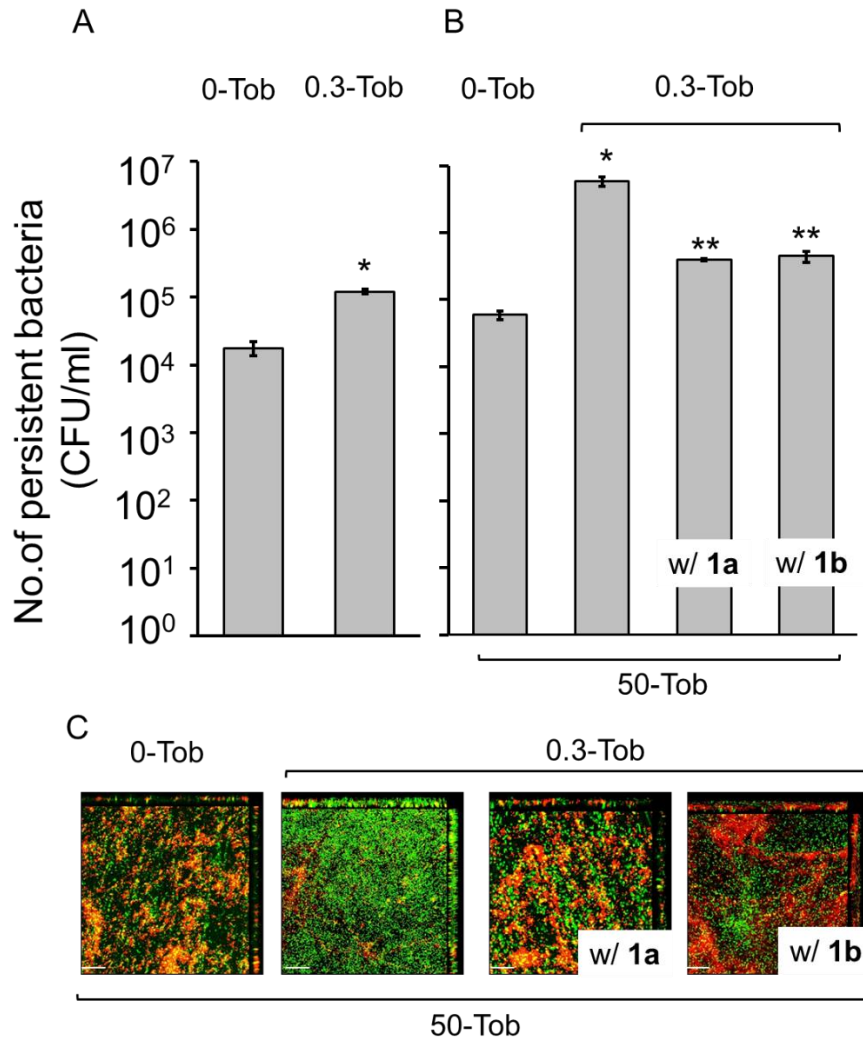 A
B
0-Tob 0.3-Tob
0-Tob 0.3-Tob
No.of persistent bacteria
(CFU/ml)
10⁷
10⁶
10⁵
10⁴
10³
10²
10¹
10⁰
*
*
**
**
w/ 1a
w/ 1b
50-Tob
C
0-Tob
0.3-Tob
w/ 1a
w/ 1b
50-Tob